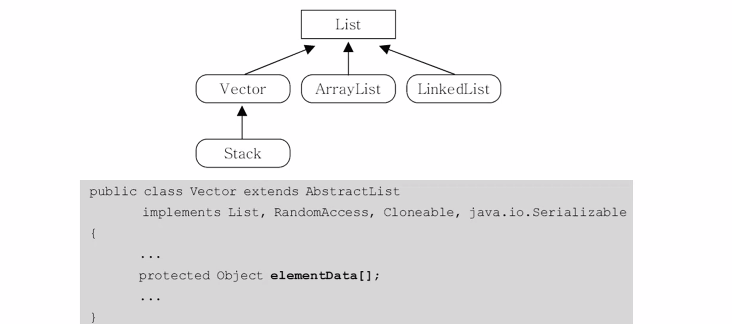 List
Vector ArrayList LinkedList
Stack
public class Vector extends AbstractList
implements List, RandomAccess, Cloneable, java.io.Serializable
{
...
protected Object elementData[];
...
}